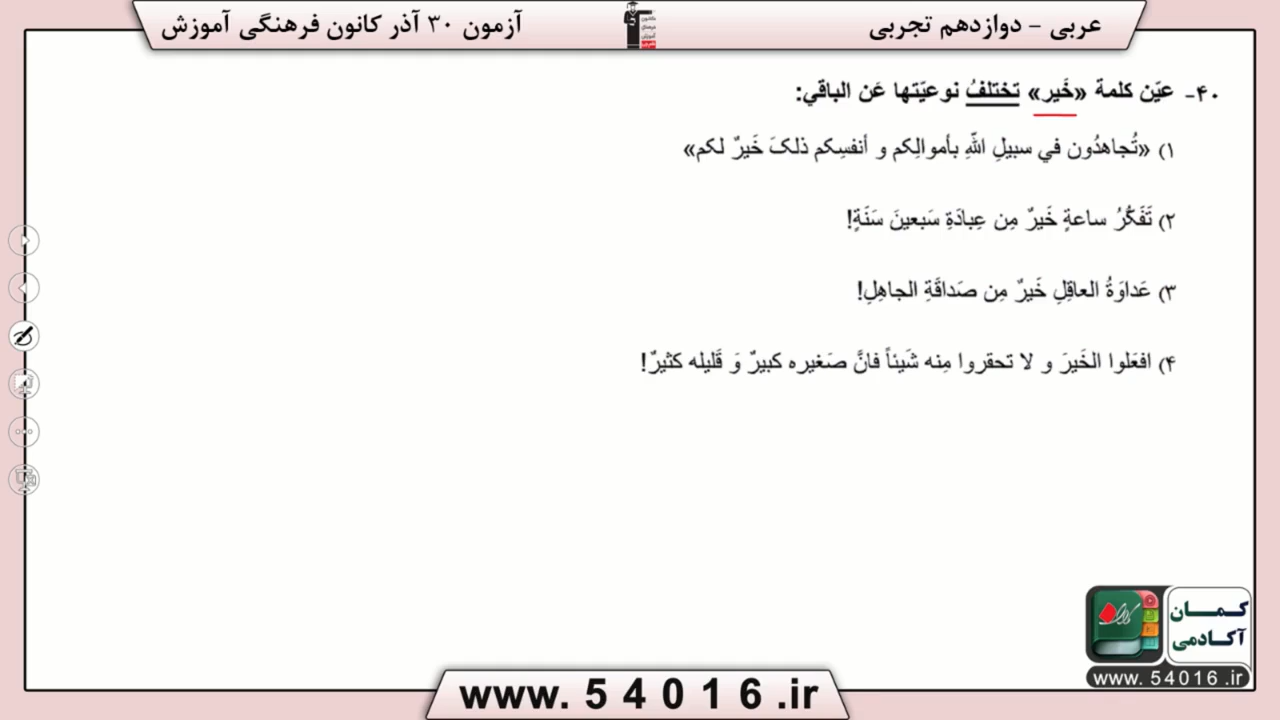 عربی - دوازدهم تجربی
آزمون ۳۰ آذر کانون فرهنگی آموزش
۴۰- عیّن کلمة «خَیر» تختلفُ نوعیّتها عَن الباقي:
۱) «تُجاهدُون في سبیلِ اللّٰهِ بأموالِکم و أنفسِکم ذلکَ خَیرٌ لکم»
۲) تَفَکُّرُ ساعةٍ خَیرٌ مِن عِبادَةِ سَبعینَ سَنَةٍ!
۳) عَداوَةُ العاقِلِ خَیرٌ مِن صَداقَةِ الجاهِلِ!
۴) افعَلوا الخَیرَ و لا تحقروا مِنه شَیئاً فانَّ صَغیره کبیرٌ وَ قَلیله کثیرٌ!
کمان
آکادمی
www. 54016 .ir
www. 5 4 0 1 6 .ir